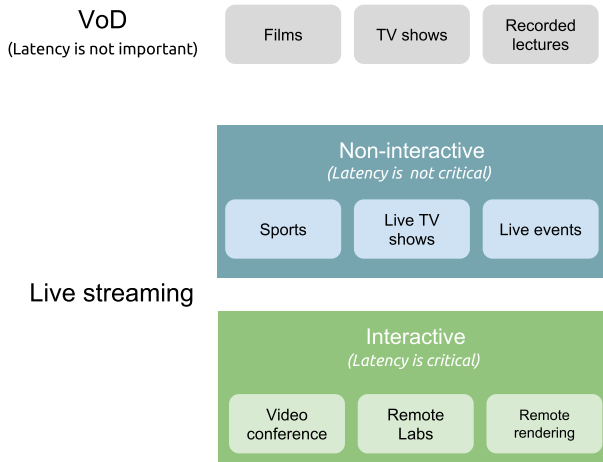 VoD
(Latency is not important)
Films
TV shows
Recorded
lectures
Non-interactive
(Latency is not critical)
Sports
Live TV
shows
Live events
Live streaming
Interactive
(Latency is critical)
Video
conference
Remote
Labs
Remote
rendering